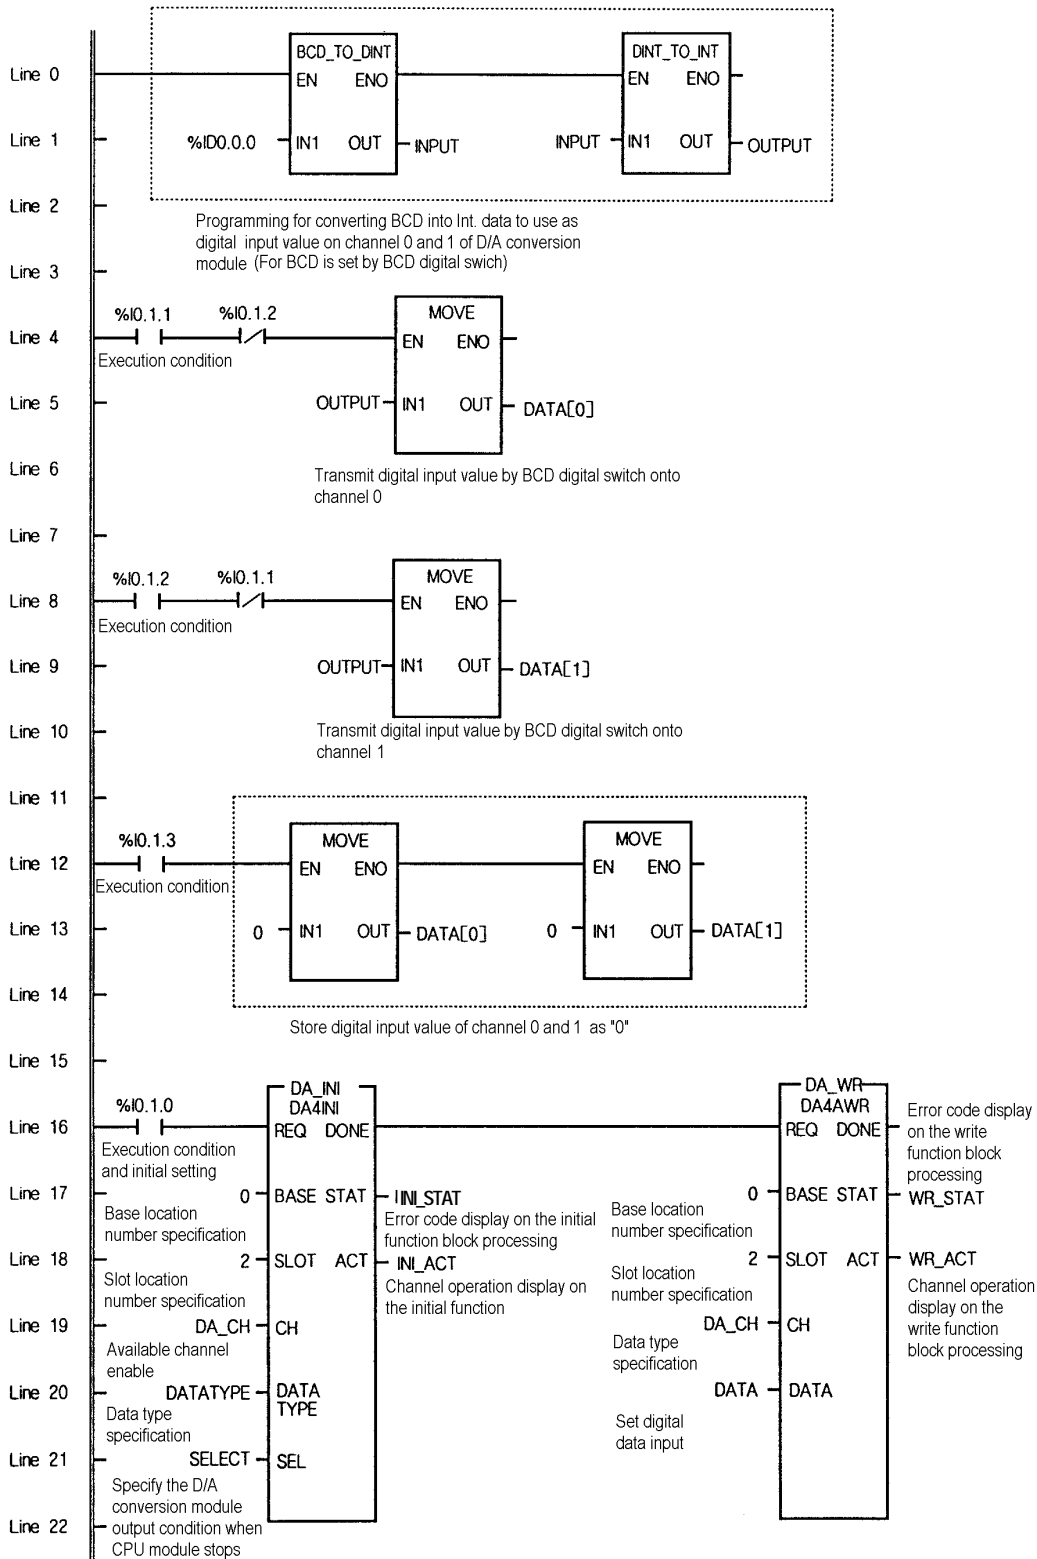 BCD_TO_DINT
DINT_TO_INT
Line 0
EN ENO
EN ENO
Line 1
%ID0.0.0
IN1 OUT
INPUT
INPUT
IN1 OUT
OUTPUT
Line 2
Programming for converting BCD into Int. data to use as
digital input value on channel 0 and 1 of D/A conversion
module (For BCD is set by BCD digital swich)
Line 3
%I0.1.1
%I0.1.2
MOVE
Line 4
EN ENO
Execution condition
Line 5
OUTPUT
IN1 OUT
DATA[0]
Line 6
Transmit digital input value by BCD digital switch onto
channel 0
Line 7
%I0.1.2
%I0.1.1
MOVE
Line 8
EN ENO
Execution condition
Line 9
OUTPUT
IN1 OUT
DATA[1]
Line 10
Transmit digital input value by BCD digital switch onto
channel 1
Line 11
%I0.1.3
MOVE
MOVE
Line 12
EN ENO
EN ENO
Execution condition
Line 13
0
IN1 OUT
DATA[0]
0
IN1 OUT
DATA[1]
Line 14
Store digital input value of channel 0 and 1 as "0"
Line 15
DA_INI
DA_WR
%I0.1.0
DA4INI
DA4AWR
Line 16
REQ DONE
REQ DONE
Error code display
on the write
function block
processing
Execution condition
and initial setting
Line 17
0
BASE STAT
INI_STAT
0
BASE STAT
WR_STAT
Base location
number specification
Error code display on the initial
function block processing
Base location
number specification
Line 18
2
SLOT ACT
INI_ACT
2
SLOT ACT
WR_ACT
Slot location
number specification
Channel operation display on
the initial function
Slot location
number specification
Channel operation
display on the
write function
block processing
Line 19
DA_CH
CH
DA_CH
CH
Available channel
enable
Data type
specification
Line 20
DATATYPE
DATA
TYPE
DATA
DATA
Data type
specification
Set digital
data input
Line 21
SELECT
SEL
Specify the D/A
conversion module
output condition when
CPU module stops
Line 22